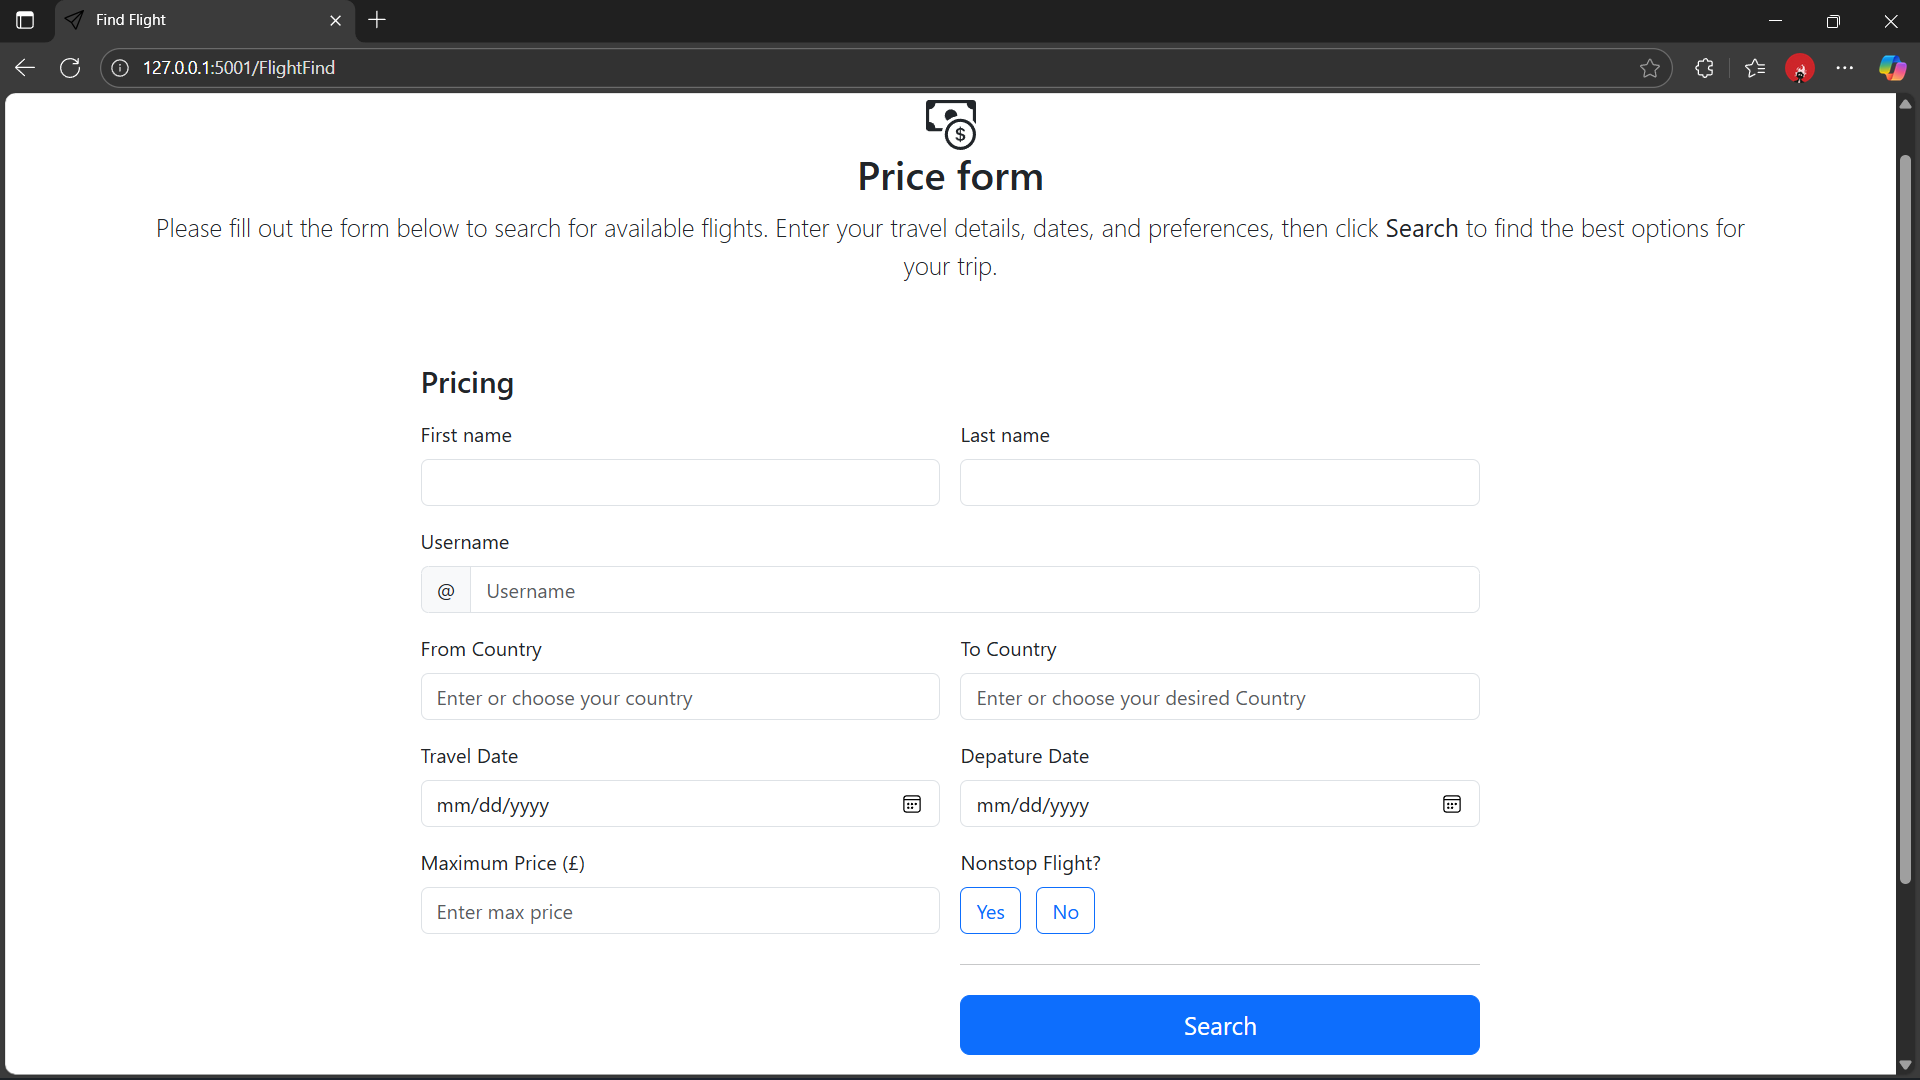 Find Flight
127.0.0.1:5001/FlightFind
$
Price form
Please fill out the form below to search for available flights. Enter your travel details, dates, and preferences, then click Search to find the best options for
your trip.
Pricing
First name
Last name
Username
@ Username
From Country
To Country
Enter or choose your country
Enter or choose your desired Country
Travel Date
Depature Date
mm/dd/yyyy
mm/dd/yyyy
Maximum Price (£)
Nonstop Flight?
Enter max price
Yes
No
Search